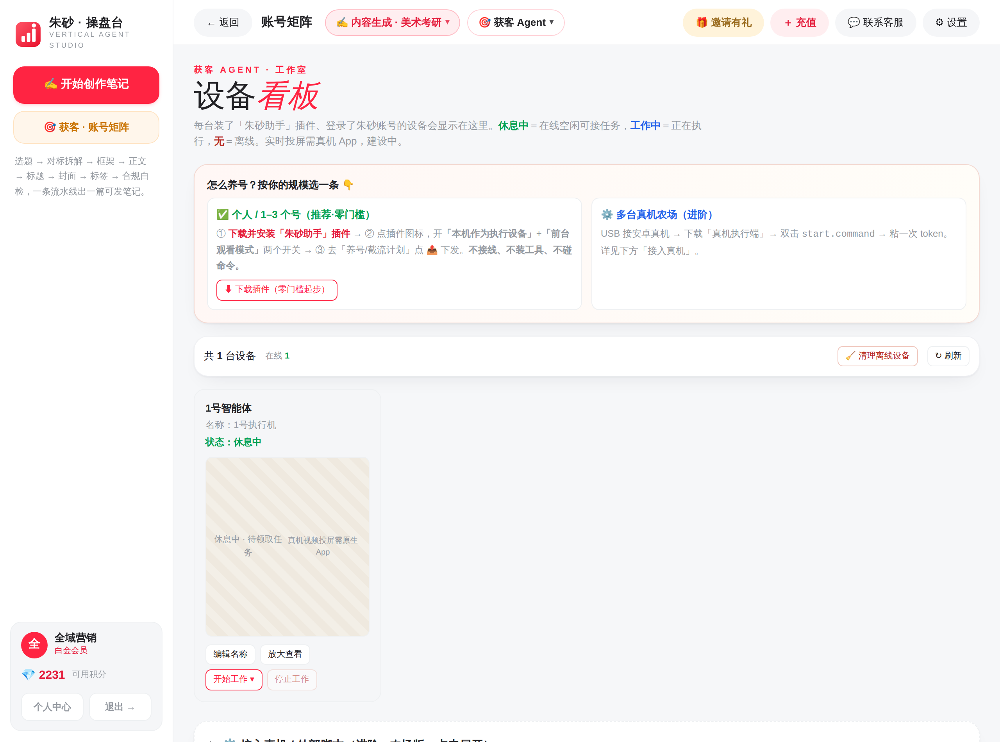 朱砂 · 操盘台
VERTICAL AGENT
STUDIO
✍️ 开始创作笔记
🎯 获客 · 账号矩阵
选题 → 对标拆解 → 框架 → 正文
→ 标题 → 封面 → 标签 → 合规自
检，一条流水线出一篇可发笔记。
全
全域营销
白金会员
💎 2231 可用积分
个人中心 退出 →
← 返回 账号矩阵 ✍️ 内容生成 · 美术考研 ▾ 🎯 获客 Agent ▾ 🎁 邀请有礼 ＋ 充值 💬 联系客服 ⚙ 设置
获客 AGENT · 工作室
设备看板
每台装了「朱砂助手」插件、登录了朱砂账号的设备会显示在这里。休息中＝在线空闲可接任务，工作中＝正在执
行，无＝离线。实时投屏需真机 App，建设中。
怎么养号？按你的规模选一条 👇
✅ 个人 / 1–3 个号（推荐·零门槛）
① 下载并安装「朱砂助手」插件 → ② 点插件图标，开「本机作为执行设备」+「前台
观看模式」两个开关 → ③ 去「养号/截流计划」点 📤 下发。不接线、不装工具、不碰
命令。
⬇ 下载插件（零门槛起步）
⚙️ 多台真机农场（进阶）
USB 接安卓真机 → 下载「真机执行端」→ 双击 start.command → 粘一次 token。
详见下方「接入真机」。
共 1 台设备 在线 1 🧹 清理离线设备 ↻ 刷新
1号智能体
名称：1号执行机
状态：休息中
休息中 · 待领取任
务
真机视频投屏需原生
App
编辑名称 放大查看
开始工作 ▾ 停止工作